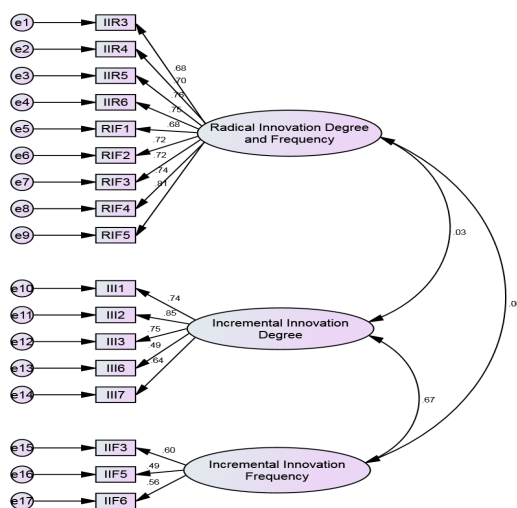 e1 IIR3
e2 IIR4
e3 IIR5
e4 IIR6
e5 RIF1
e6 RIF2
e7 RIF3
e8 RIF4
e9 RIF5
.68
.70
.76
.75
.68
.72
.72
.74
.81
Radical Innovation Degree
and Frequency
.03
e10 III1
e11 III2
e12 III3
e13 III6
e14 III7
.74
.85
.75
.49
.64
Incremental Innovation
Degree
.67
e15 IIF3
e16 IIF5
e17 IIF6
.60
.49
.56
Incremental Innovation
Frequency